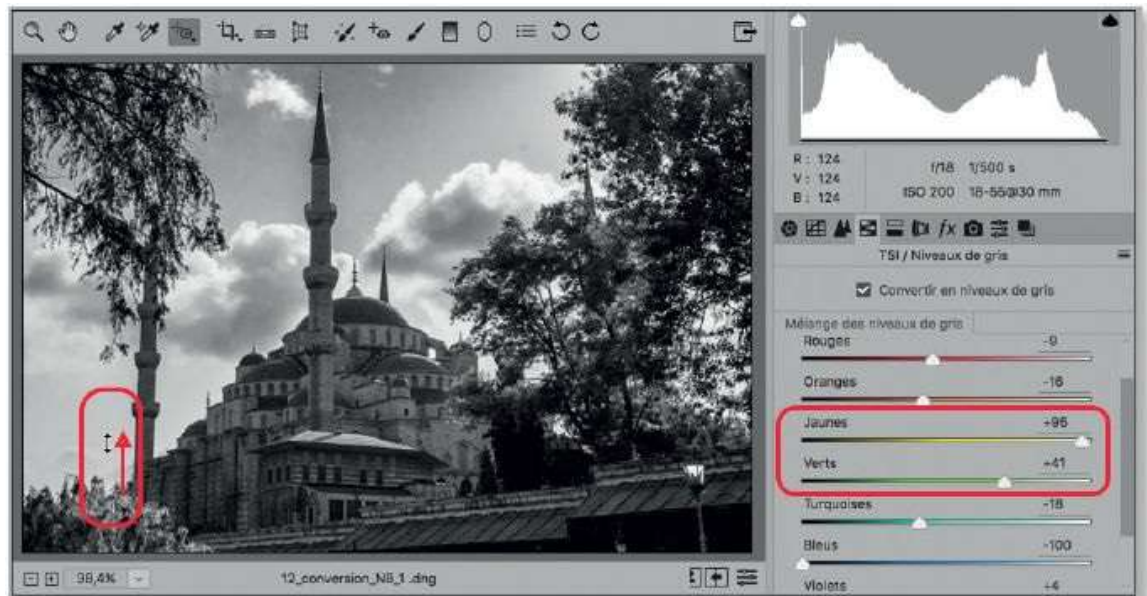 R : 124
V : 124
B : 124
f/18 1/500 s
ISO 200 18-55@30 mm
TSI / Niveaux de gris
Convertir en niveaux de gris
Mélange des niveaux de gris
Rouges -9
Oranges -16
Jaunes +96
Verts +41
Turquoises -18
Bleus -100
Violets +4
38,4% 12_conversion_NB_1 .dng